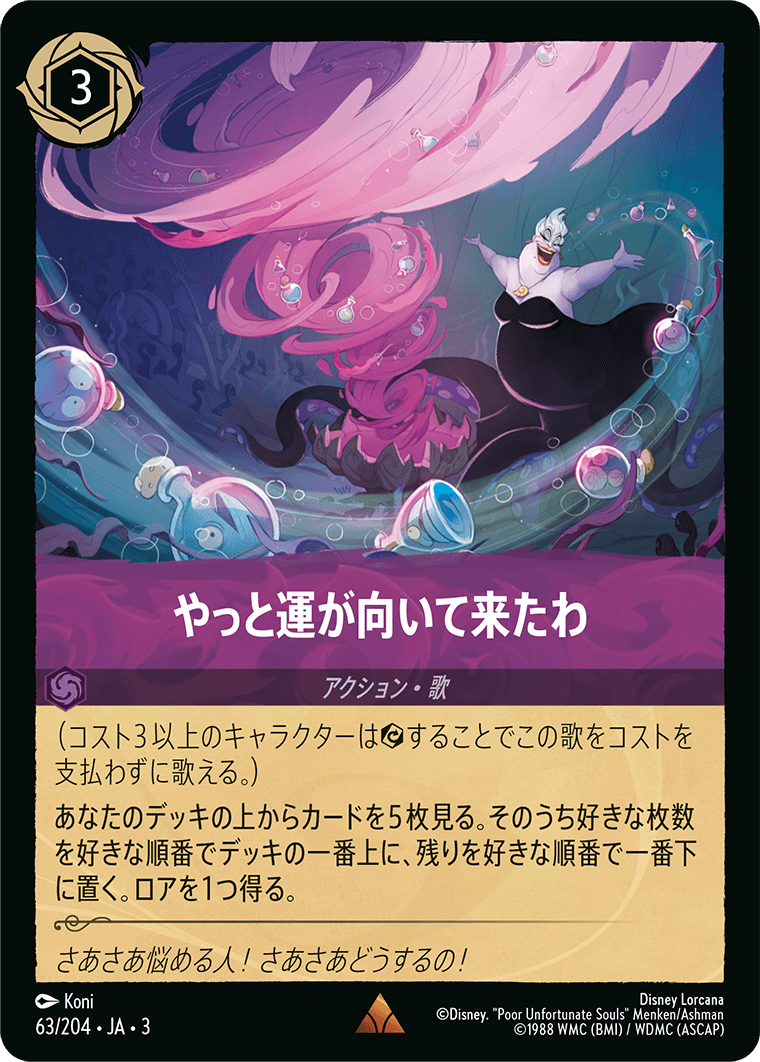 3
やっと運が向いて来たわ
アクション・歌
(コスト3以上のキャラクターはすることでこの歌をコストを
支払わずに歌える。)
あなたのデッキの上からカードを5枚見る。そのうち好きな枚数
を好きな順番でデッキの一番上に、残りを好きな順番で一番下
に置く。ロアを1つ得る。
さあさあ悩める人! さあさあどうするの!
Koni
63/204・JA・3
Disney Lorcana
©Disney. "Poor Unfortunate Souls" Menken/Ashman
©1988 WMC (BMI) / WDMC (ASCAP)